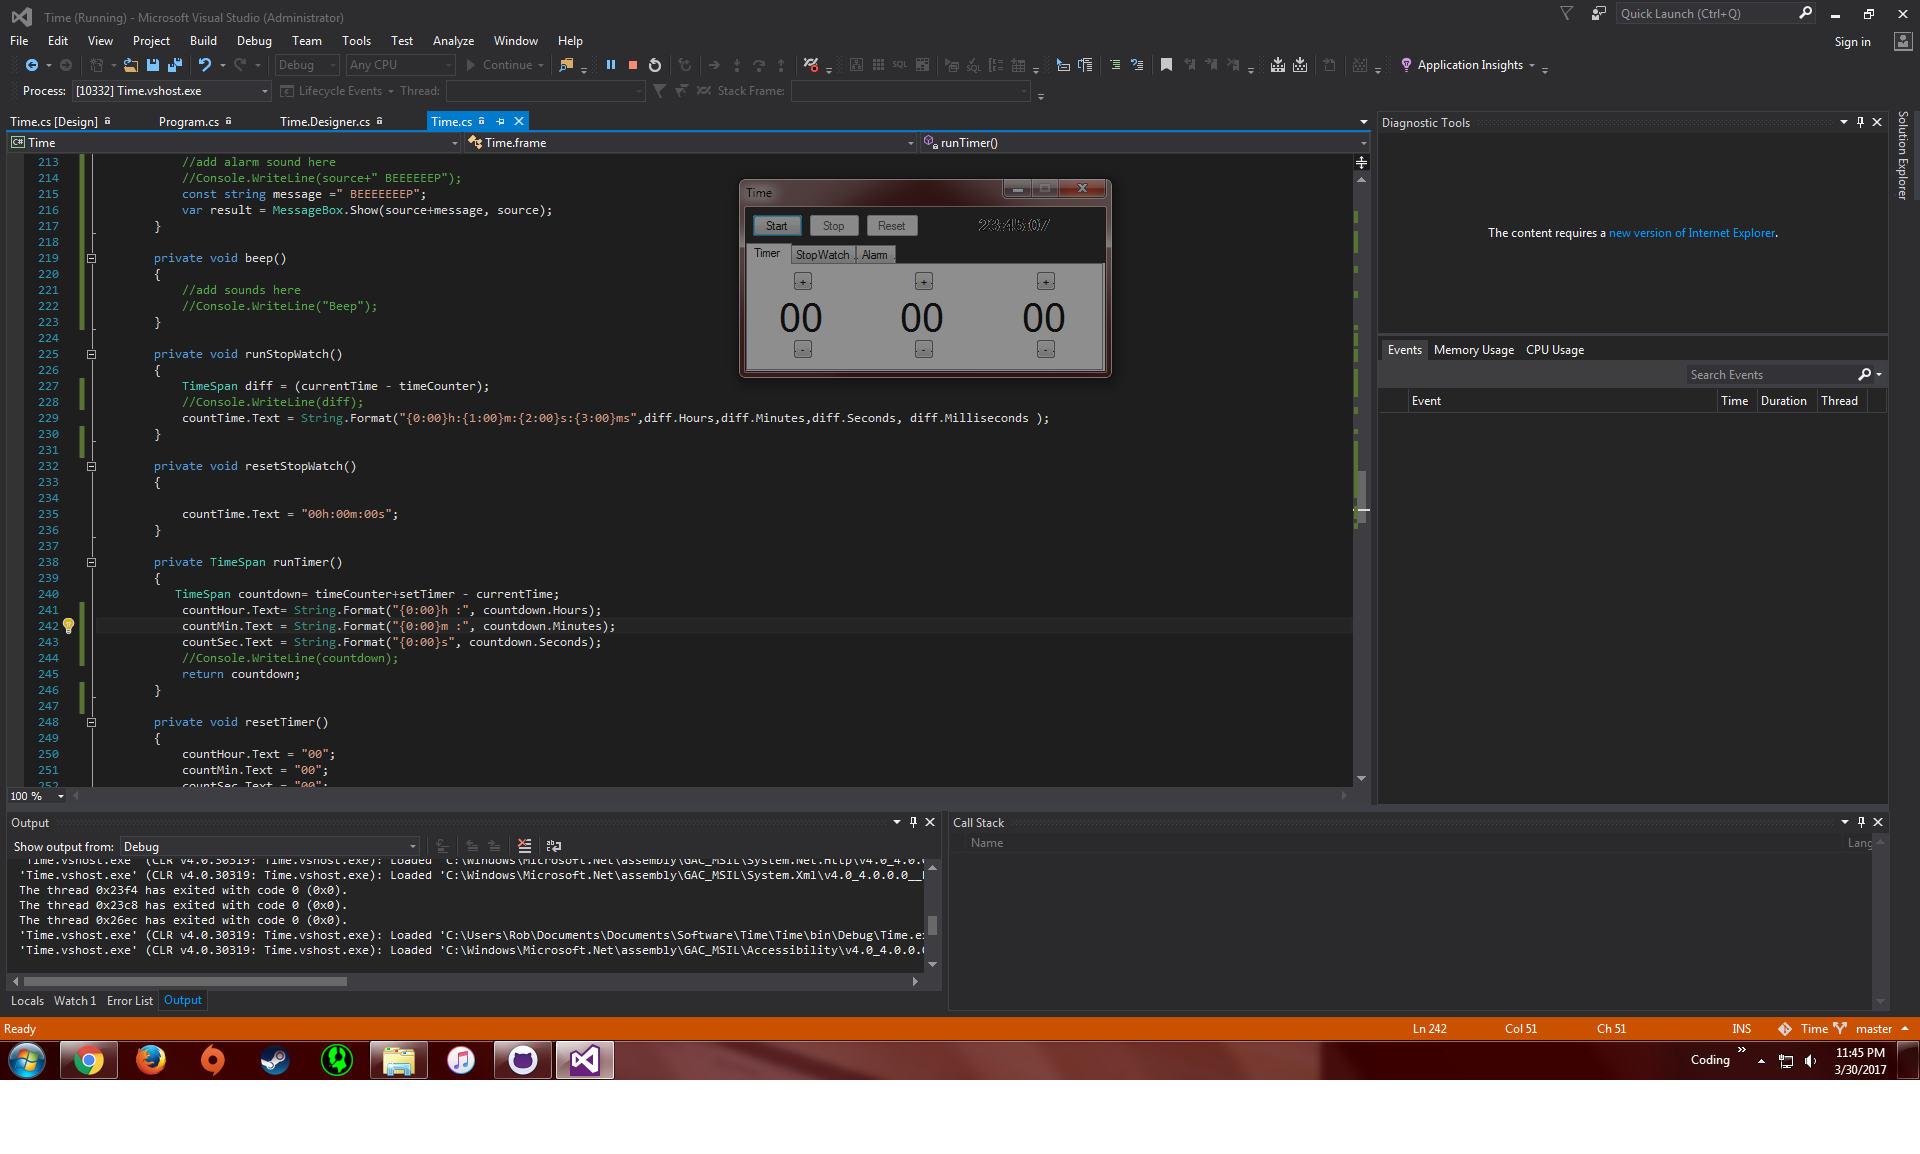 Time (Running) - Microsoft Visual Studio (Administrator)
Quick Launch (Ctrl+Q)
File Edit View Project Build Debug Team Tools Test Analyze Window Help
Sign in
Debug Any CPU Continue Application Insights
Process: [10332] Time.vshost.exe Lifecycle Events Thread: Stack Frame:
Time.cs [Design] Program.cs Time.Designer.cs Time.cs
Time Time.frame runTimer()
213 //add alarm sound here
214 //Console.WriteLine(source+" BEEEEEEP");
215 const string message =" BEEEEEEEP";
216 var result = MessageBox.Show(source+message, source);
217 }
218
219 private void beep()
220 {
221 //add sounds here
222 //Console.WriteLine("Beep");
223 }
224
225 private void runStopWatch()
226 {
227 TimeSpan diff = (currentTime - timeCounter);
228 //Console.WriteLine(diff);
229 countTime.Text = String.Format("{0:00}h:{1:00}m:{2:00}s:{3:00}ms",diff.Hours,diff.Minutes,diff.Seconds, diff.Milliseconds );
230 }
231
232 private void resetStopWatch()
233 {
234
235 countTime.Text = "00h:00m:00s";
236 }
237
238 private TimeSpan runTimer()
239 {
240 TimeSpan countdown= timeCounter+setTimer - currentTime;
241 countHour.Text= String.Format("{0:00}h :", countdown.Hours);
242 countMin.Text = String.Format("{0:00}m :", countdown.Minutes);
243 countSec.Text = String.Format("{0:00}s", countdown.Seconds);
244 //Console.WriteLine(countdown);
245 return countdown;
246 }
247
248 private void resetTimer()
249 {
250 countHour.Text = "00";
251 countMin.Text = "00";
252 countSec.Text = "00";
100 %
Time
Start Stop Reset 23:45:07
Timer StopWatch Alarm
+ + +
00 00 00
- - -
Diagnostic Tools
The content requires a new version of Internet Explorer.
Events Memory Usage CPU Usage
Search Events
Event Time Duration Thread
Solution Explorer
Output
Show output from: Debug
'Time.vshost.exe' (CLR v4.0.30319: Time.vshost.exe): Loaded 'C:\Windows\Microsoft.Net\assembly\GAC_MSIL\System.Net.Http\v4.0_4.0.0
'Time.vshost.exe' (CLR v4.0.30319: Time.vshost.exe): Loaded 'C:\Windows\Microsoft.Net\assembly\GAC_MSIL\System.Xml\v4.0_4.0.0.0__
The thread 0x23f4 has exited with code 0 (0x0).
The thread 0x23c8 has exited with code 0 (0x0).
The thread 0x26ec has exited with code 0 (0x0).
'Time.vshost.exe' (CLR v4.0.30319: Time.vshost.exe): Loaded 'C:\Users\Rob\Documents\Documents\Software\Time\Time\bin\Debug\Time.e
'Time.vshost.exe' (CLR v4.0.30319: Time.vshost.exe): Loaded 'C:\Windows\Microsoft.Net\assembly\GAC_MSIL\Accessibility\v4.0_4.0.0.
Locals Watch 1 Error List Output
Call Stack
Name Lang
Ready Ln 242 Col 51 Ch 51 INS Time master
Coding
11:45 PM
3/30/2017